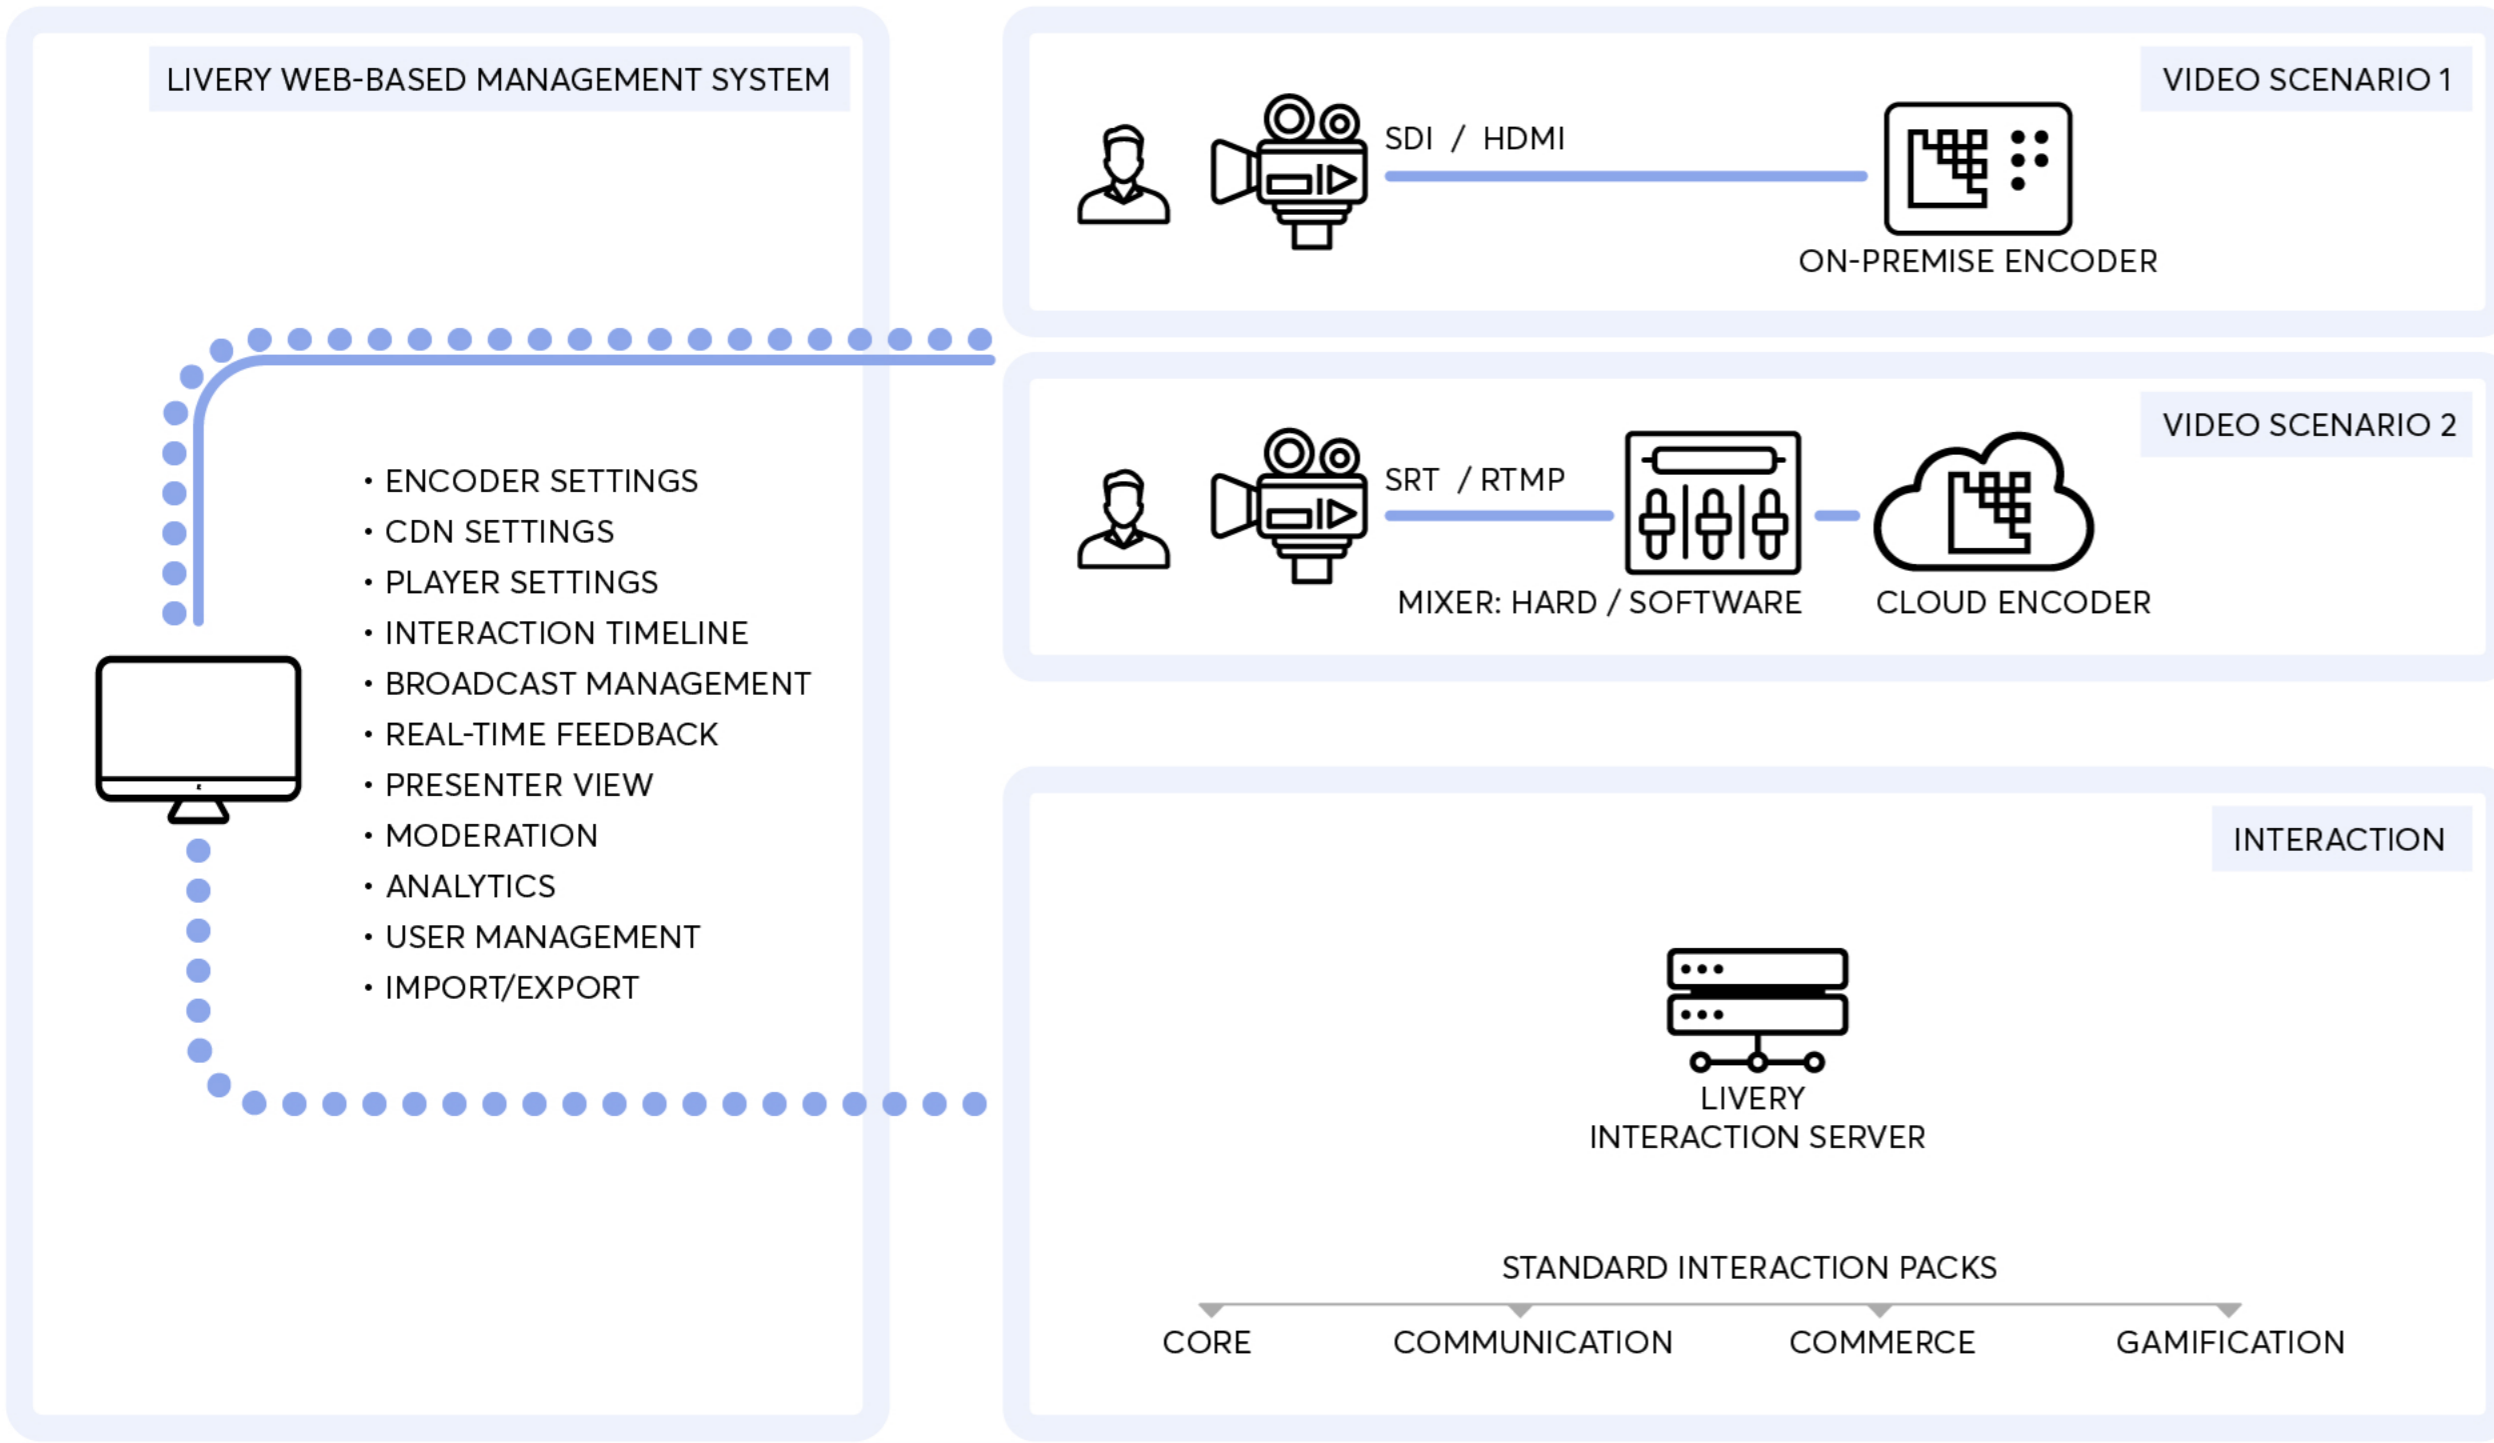 LIVERY WEB-BASED MANAGEMENT SYSTEM
• ENCODER SETTINGS
• CDN SETTINGS
• PLAYER SETTINGS
• INTERACTION TIMELINE
• BROADCAST MANAGEMENT
• REAL-TIME FEEDBACK
• PRESENTER VIEW
• MODERATION
• ANALYTICS
• USER MANAGEMENT
• IMPORT/EXPORT
VIDEO SCENARIO 1
SDI / HDMI
ON-PREMISE ENCODER
VIDEO SCENARIO 2
SRT / RTMP
MIXER: HARD / SOFTWARE
CLOUD ENCODER
INTERACTION
LIVERY
INTERACTION SERVER
STANDARD INTERACTION PACKS
CORE
COMMUNICATION
COMMERCE
GAMIFICATION